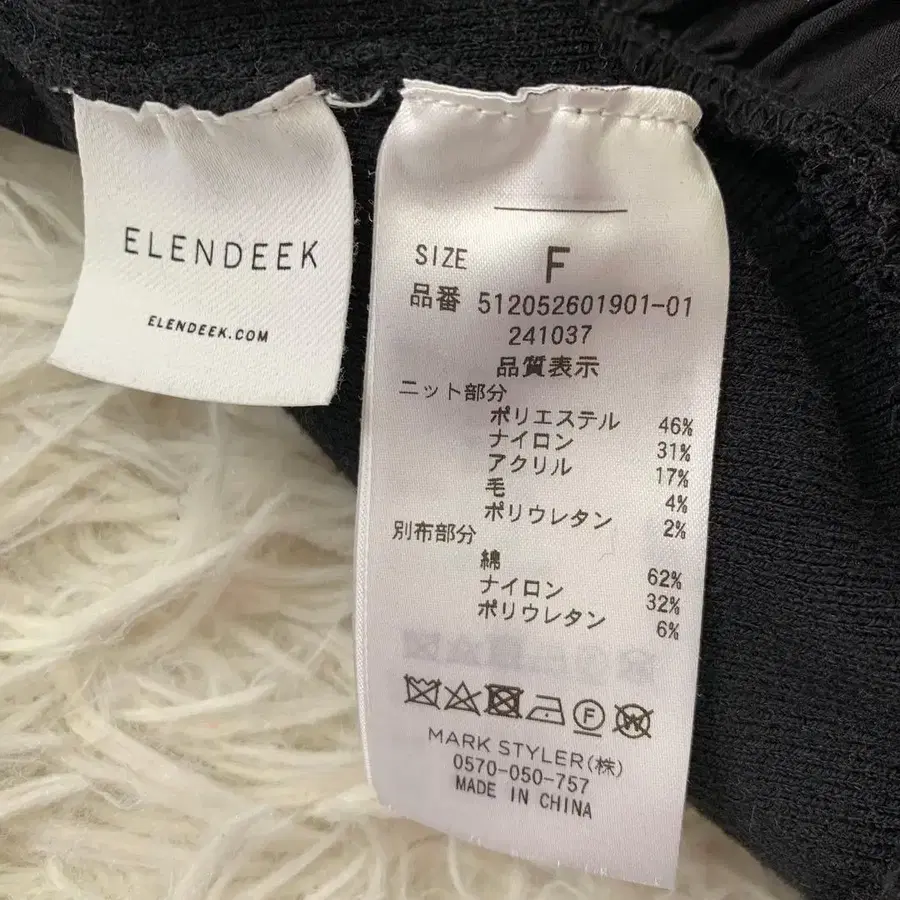 ELENDEEK
ELENDEEK.COM
SIZE F
品番 512052601901-01
241037
品質表示
ニット部分
ポリエステル 46%
ナイロン 31%
アクリル 17%
毛 4%
ポリウレタン 2%
別布部分
綿 62%
ナイロン 32%
ポリウレタン 6%
F
W
MARK STYLER(株)
0570-050-757
MADE IN CHINA